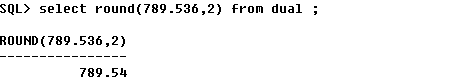 SQL> select round(789.536,2) from dual ;
ROUND(789.536,2)
----------------
789.54